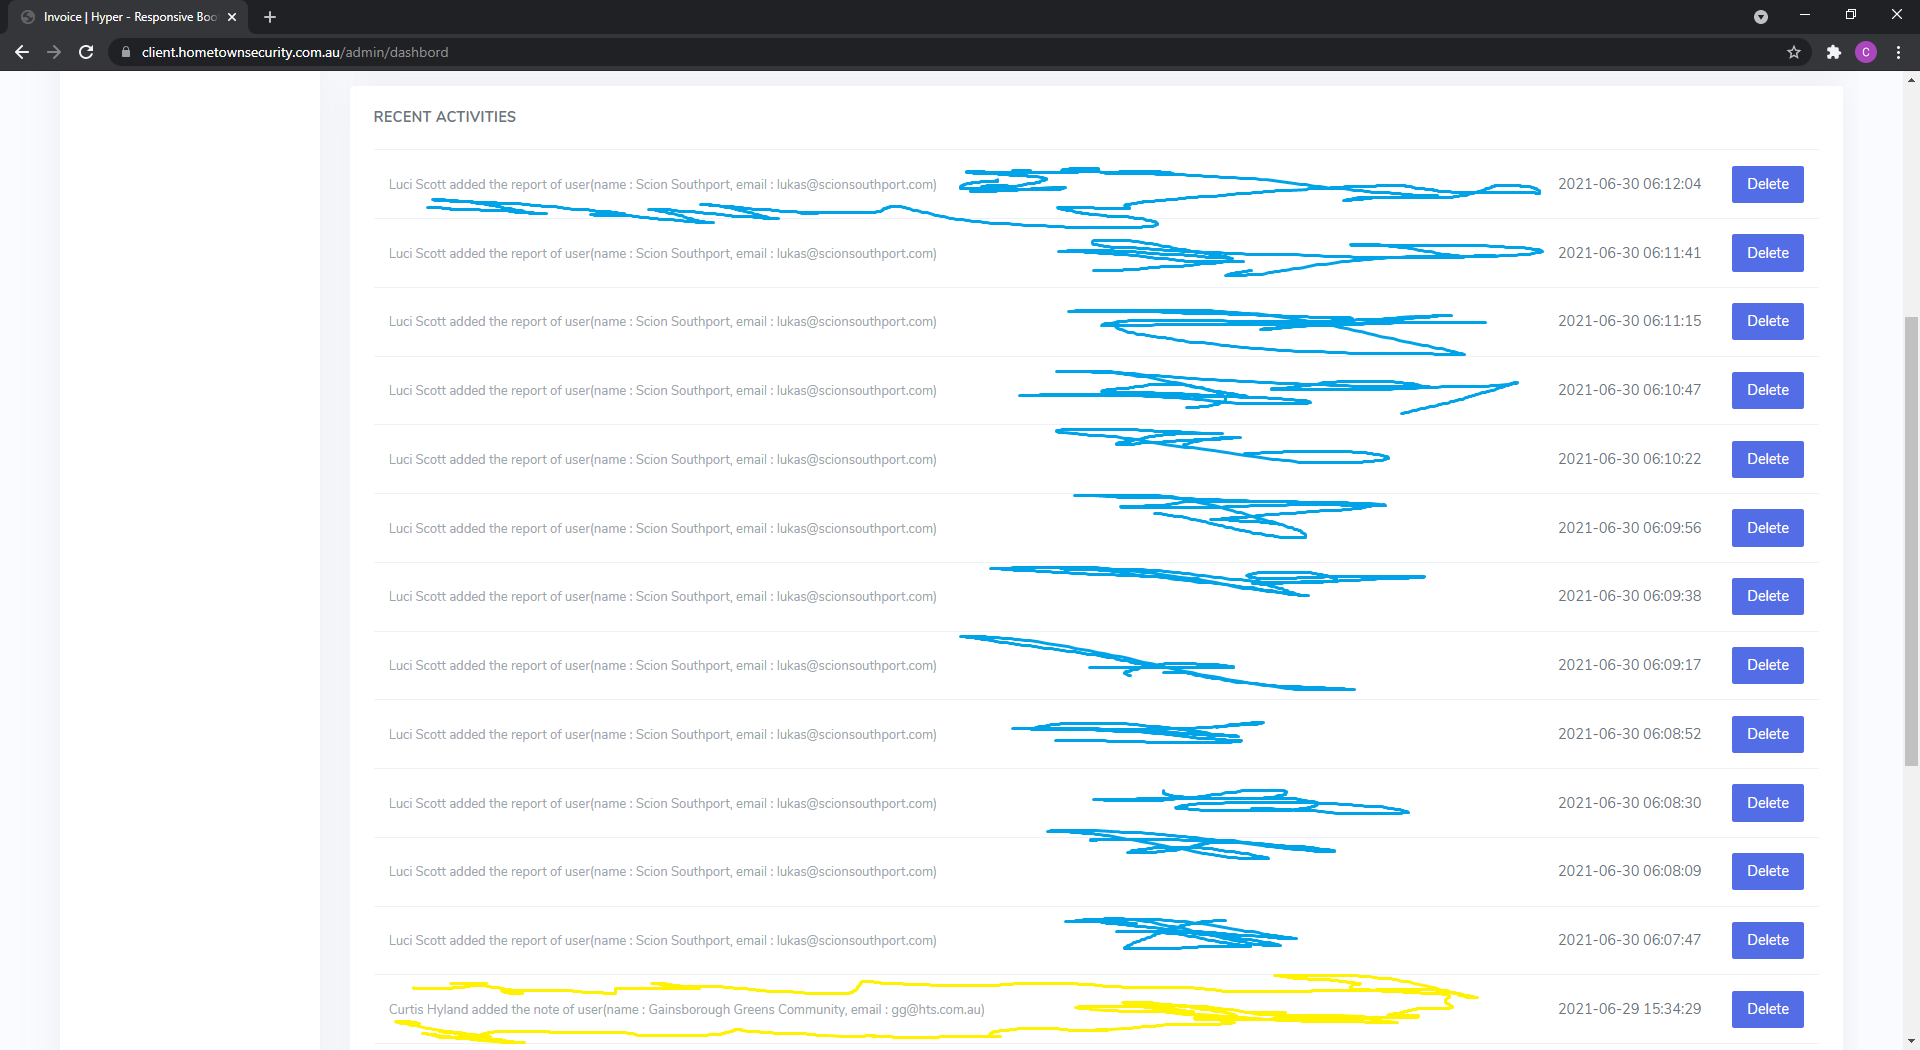 Invoice | Hyper - Responsive Boo
client.hometownsecurity.com.au/admin/dashbord
C
RECENT ACTIVITIES
Luci Scott added the report of user(name : Scion Southport, email : lukas@scionsouthport.com) 2021-06-30 06:12:04 Delete
Luci Scott added the report of user(name : Scion Southport, email : lukas@scionsouthport.com) 2021-06-30 06:11:41 Delete
Luci Scott added the report of user(name : Scion Southport, email : lukas@scionsouthport.com) 2021-06-30 06:11:15 Delete
Luci Scott added the report of user(name : Scion Southport, email : lukas@scionsouthport.com) 2021-06-30 06:10:47 Delete
Luci Scott added the report of user(name : Scion Southport, email : lukas@scionsouthport.com) 2021-06-30 06:10:22 Delete
Luci Scott added the report of user(name : Scion Southport, email : lukas@scionsouthport.com) 2021-06-30 06:09:56 Delete
Luci Scott added the report of user(name : Scion Southport, email : lukas@scionsouthport.com) 2021-06-30 06:09:38 Delete
Luci Scott added the report of user(name : Scion Southport, email : lukas@scionsouthport.com) 2021-06-30 06:09:17 Delete
Luci Scott added the report of user(name : Scion Southport, email : lukas@scionsouthport.com) 2021-06-30 06:08:52 Delete
Luci Scott added the report of user(name : Scion Southport, email : lukas@scionsouthport.com) 2021-06-30 06:08:30 Delete
Luci Scott added the report of user(name : Scion Southport, email : lukas@scionsouthport.com) 2021-06-30 06:08:09 Delete
Luci Scott added the report of user(name : Scion Southport, email : lukas@scionsouthport.com) 2021-06-30 06:07:47 Delete
Curtis Hyland added the note of user(name : Gainsborough Greens Community, email : gg@hts.com.au) 2021-06-29 15:34:29 Delete